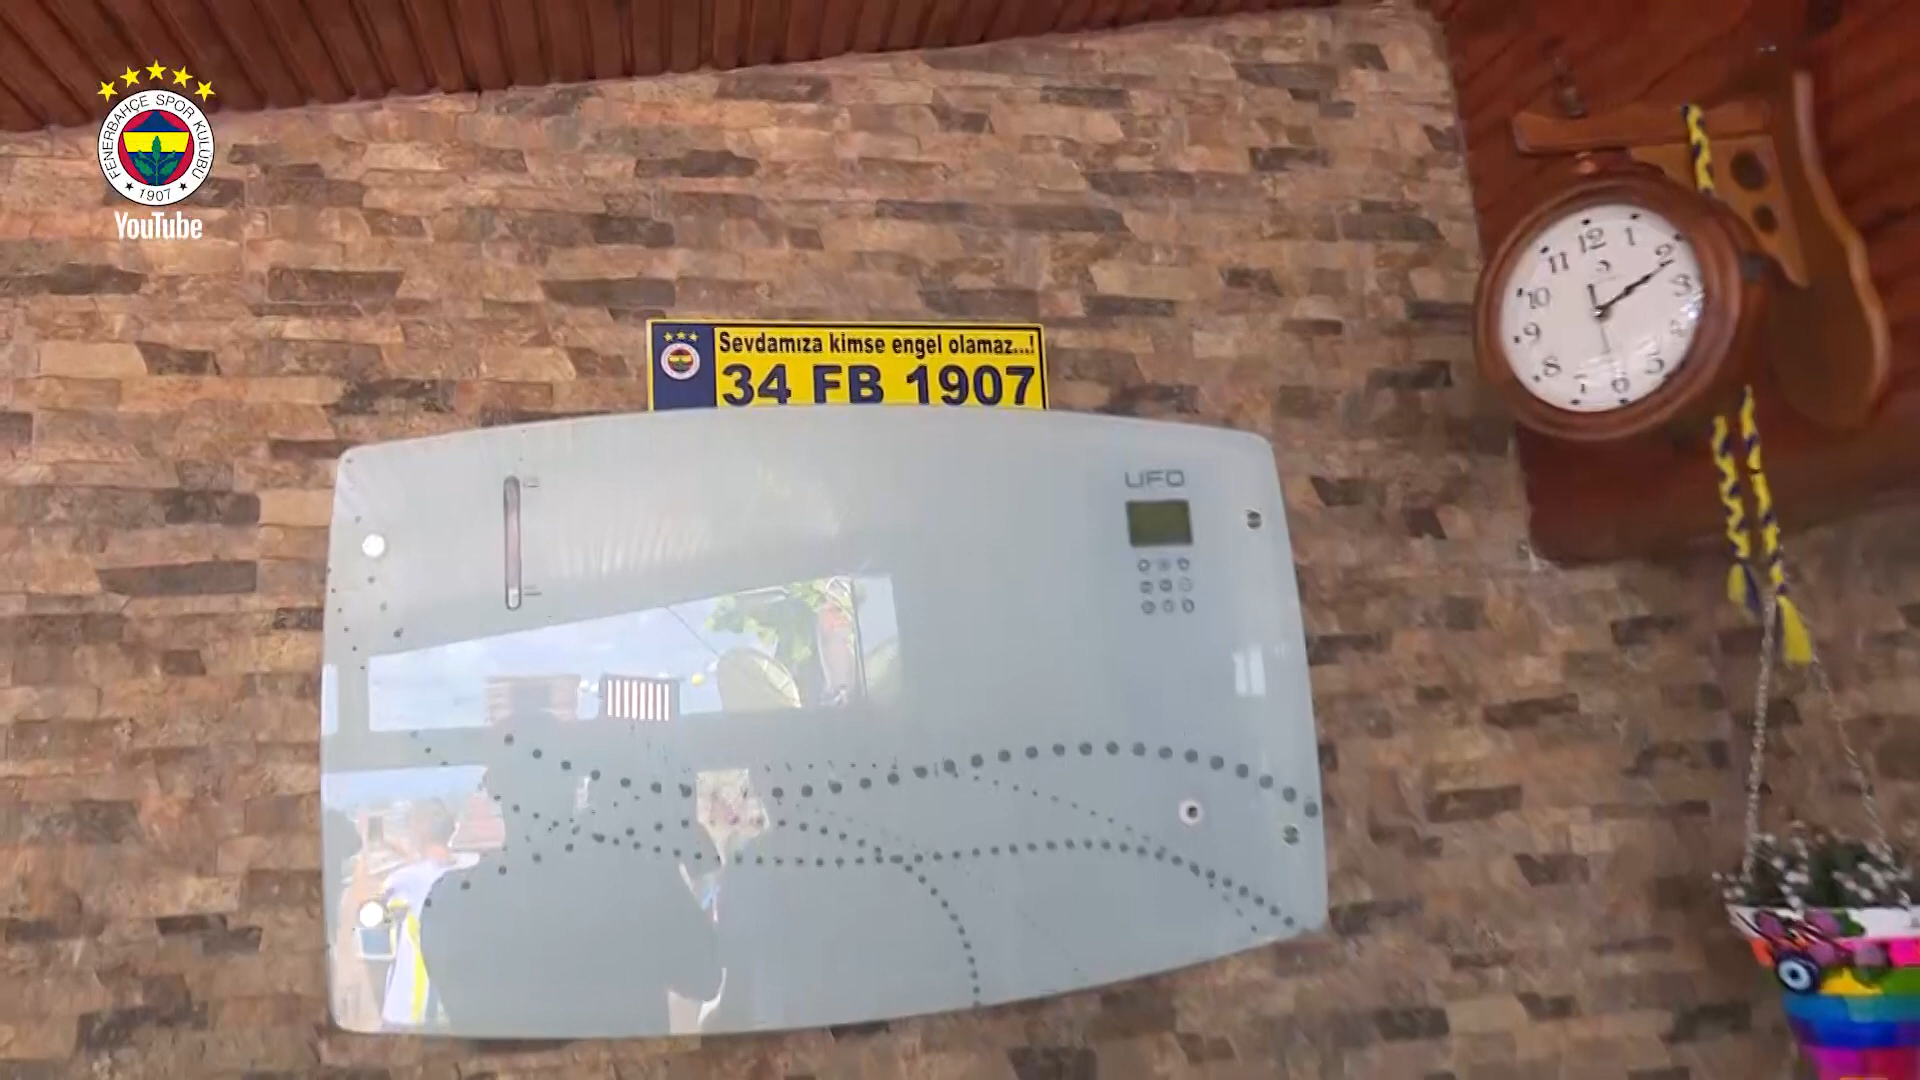 FENERBAHÇE SPOR KULÜBÜ
★ 1907 ★
YouTube
Sevdamıza kimse engel olamaz...!
34 FB 1907
UFO
12
1
2
3
5
6
7
8
9
10
11